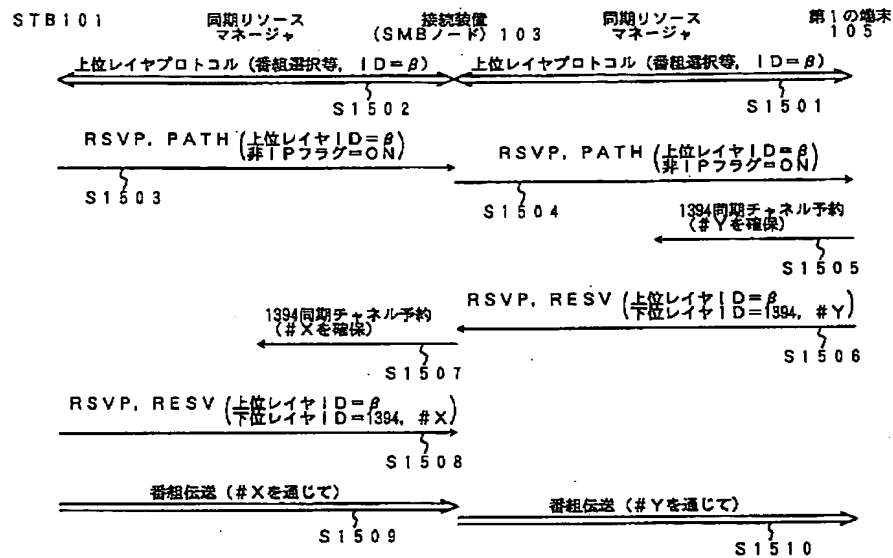 STB101 同期リソース 接続装置 同期リソース 第1の端末
マネージャ (SMBノード) 103 マネージャ 105
上位レイヤプロトコル (番組選択等, ID=β) 上位レイヤプロトコル (番組選択等, ID=β)
S1502 S1501
RSVP, PATH (上位レイヤID=β
非IPフラグ=ON)
S1503
RSVP, PATH (上位レイヤID=β
非IPフラグ=ON)
S1504
1394同期チャネル予約
(#Yを確保)
S1505
RSVP, RESV (上位レイヤID=β
下位レイヤID=1394, #Y)
S1506
1394同期チャネル予約
(#Xを確保)
S1507
RSVP, RESV (上位レイヤID=β
下位レイヤID=1394, #X)
S1508
番組伝送 (#Xを通じて)
S1509
番組伝送 (#Yを通じて)
S1510